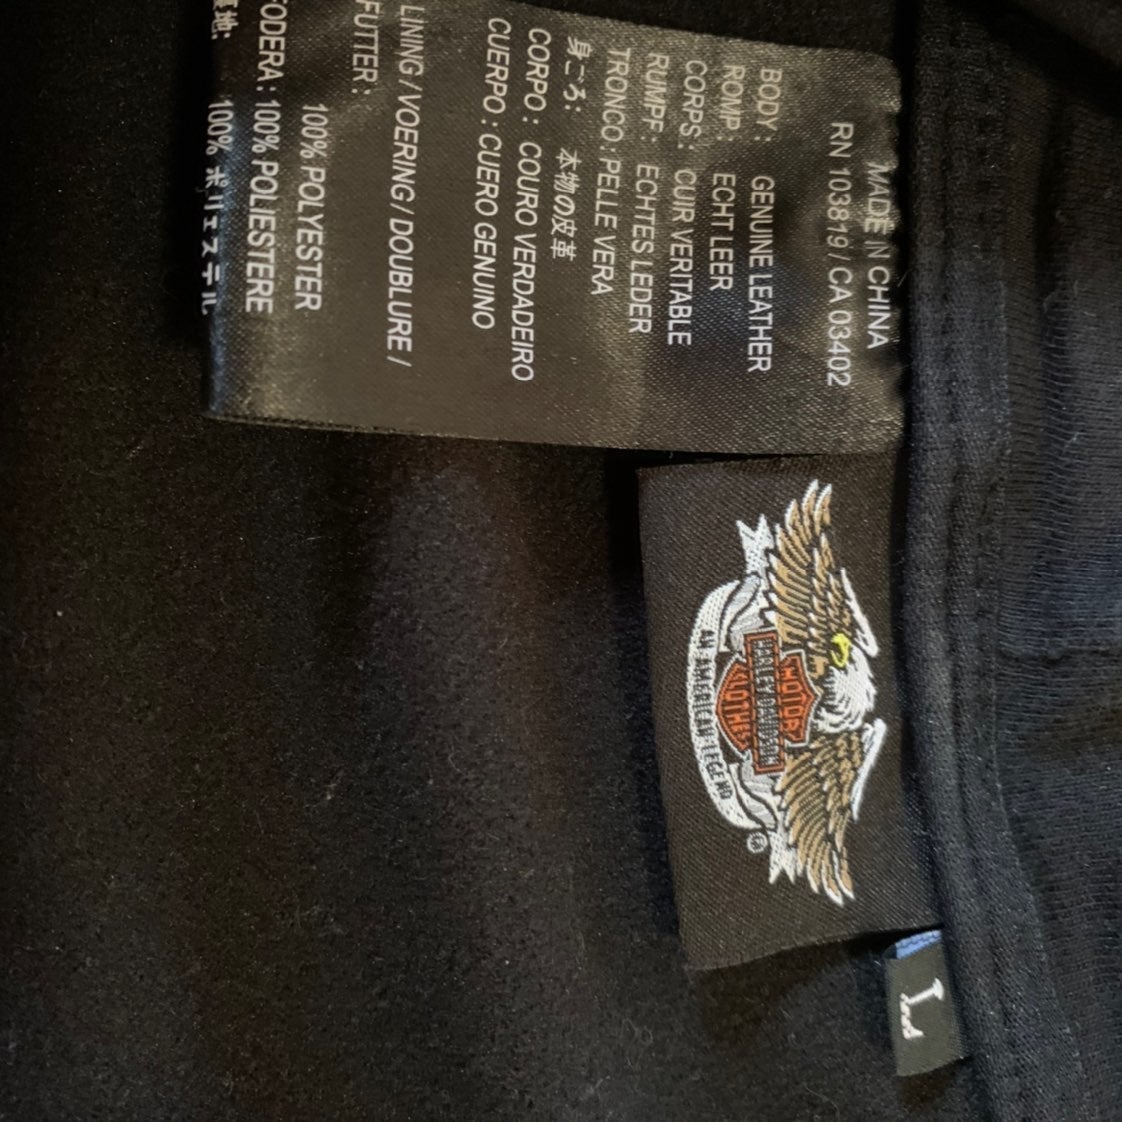 MADE IN CHINA
RN 103819 / CA 03402
BODY : GENUINE LEATHER
ROMP: ECHT LEER
CORPS: CUIR VERITABLE
RUMPF: ECHTES LEDER
TRONCO: PELLE VERA
身ごろ: 本物の皮革
CORPO : COURO VERDADEIRO
CUERPO : CUERO GENUINO
LINING / VOERING / DOUBLURE /
FUTTER :
100% POLYESTER
FODERA : 100% POLIESTERE
地: 100% ポリエステル
MOTOR
HARLEY-DAVIDSON
CLOTHES
AN AMERICAN LEGEND
®
L